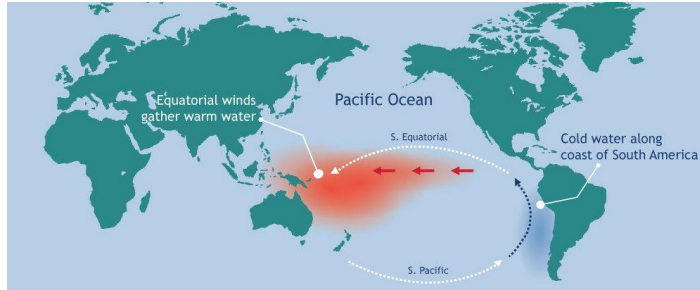 Equatorial winds
gather warm water
Pacific Ocean
S. Equatorial
Cold water along
coast of South America
S. Pacific